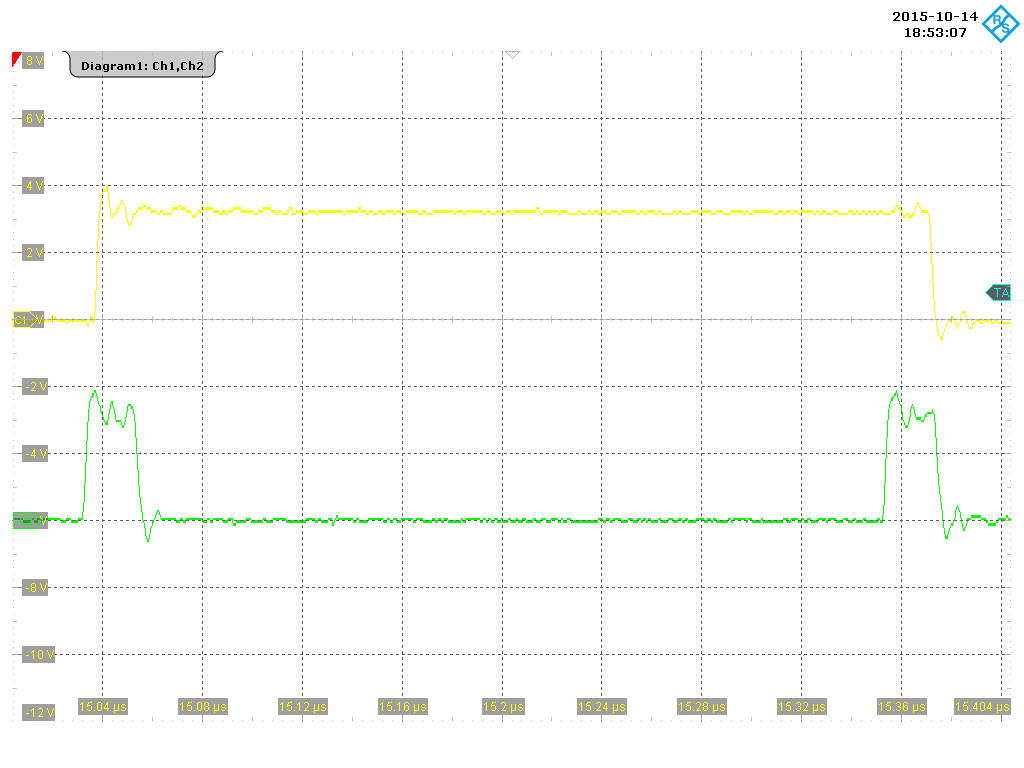 2015-10-14
18:53:07
R&S
Diagram1: Ch1,Ch2
8 V
6 V
4 V
2 V
TA
C1
-2 V
-4 V
-8 V
-10 V
-12 V
15.04 µs
15.08 µs
15.12 µs
15.16 µs
15.2 µs
15.24 µs
15.28 µs
15.32 µs
15.36 µs
15.404 µs